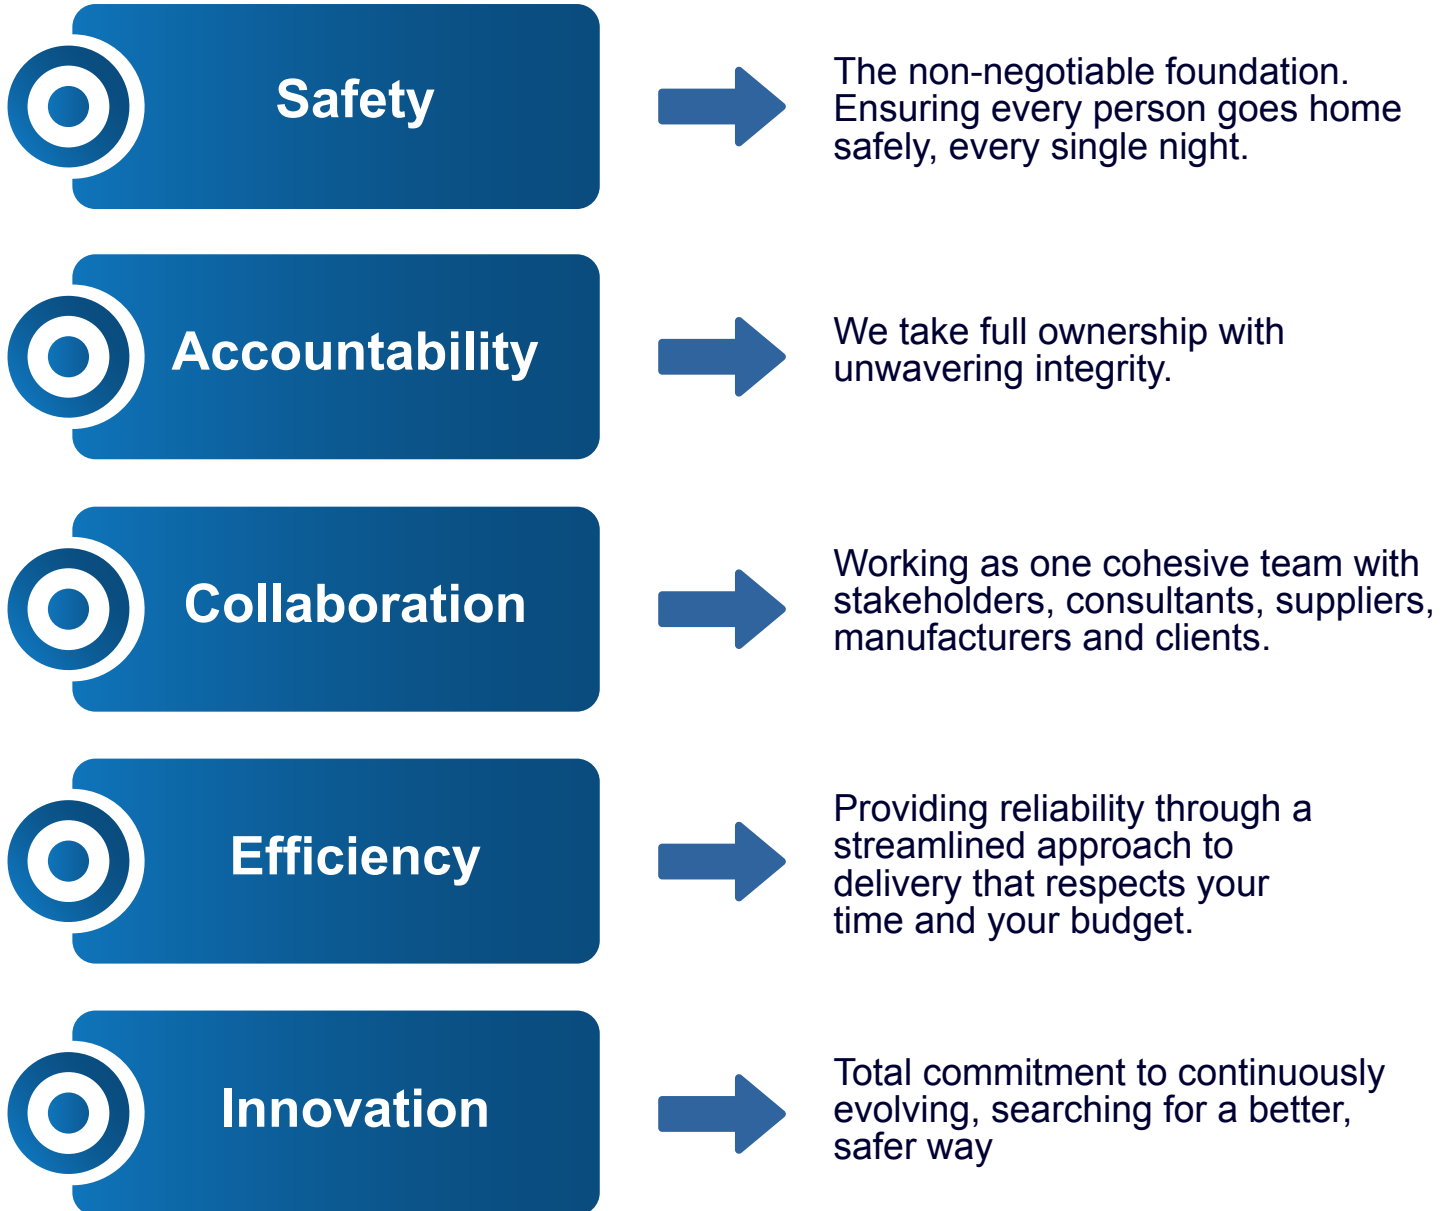 Safety
The non-negotiable foundation.
Ensuring every person goes home
safely, every single night.
Accountability
We take full ownership with
unwavering integrity.
Collaboration
Working as one cohesive team with
stakeholders, consultants, suppliers,
manufacturers and clients.
Efficiency
Providing reliability through a
streamlined approach to
delivery that respects your
time and your budget.
Innovation
Total commitment to continuously
evolving, searching for a better,
safer way